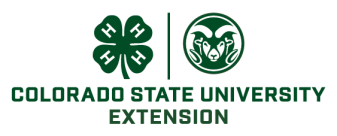 H H
H H
COLORADO STATE UNIVERSITY
EXTENSION